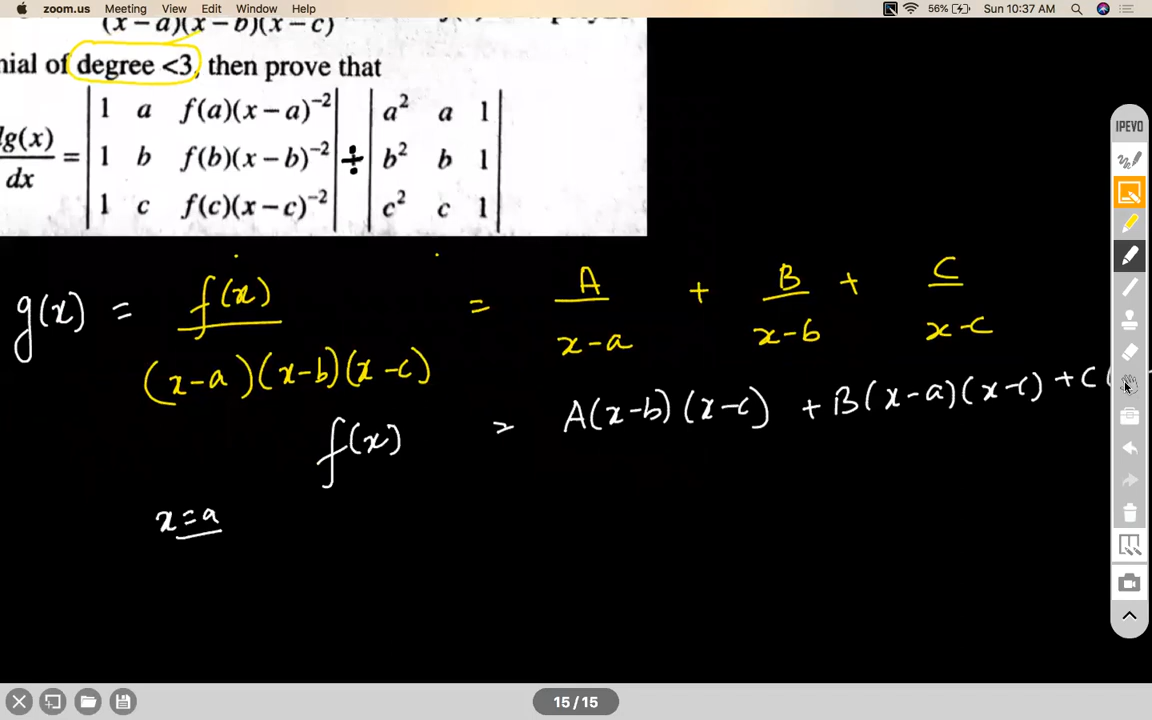 zoom.us Meeting View Edit Window Help 56% Sun 10:37 AM
(x − a)(x − b)(x − c)
nial of degree <3, then prove that
lg(x)/dx = | 1 a f(a)(x − a)⁻² | ÷ | a² a 1 |
| 1 b f(b)(x − b)⁻² | | b² b 1 |
| 1 c f(c)(x − c)⁻² | | c² c 1 |
IPEVO
g(x) = f(x)/(x-a)(x-b)(x-c) = A/x-a + B/x-b + C/x-c
f(x) = A(x-b)(x-c) + B(x-a)(x-c) + C(
x=a
15/15